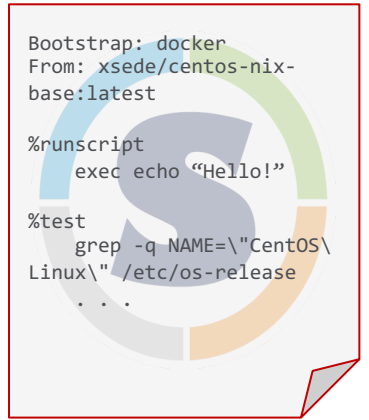 Bootstrap: docker
From: xsede/centos-nix-
base:latest
%runscript
exec echo “Hello!”
%test
grep -q NAME=\"CentOS\
Linux\" /etc/os-release
. . .
S